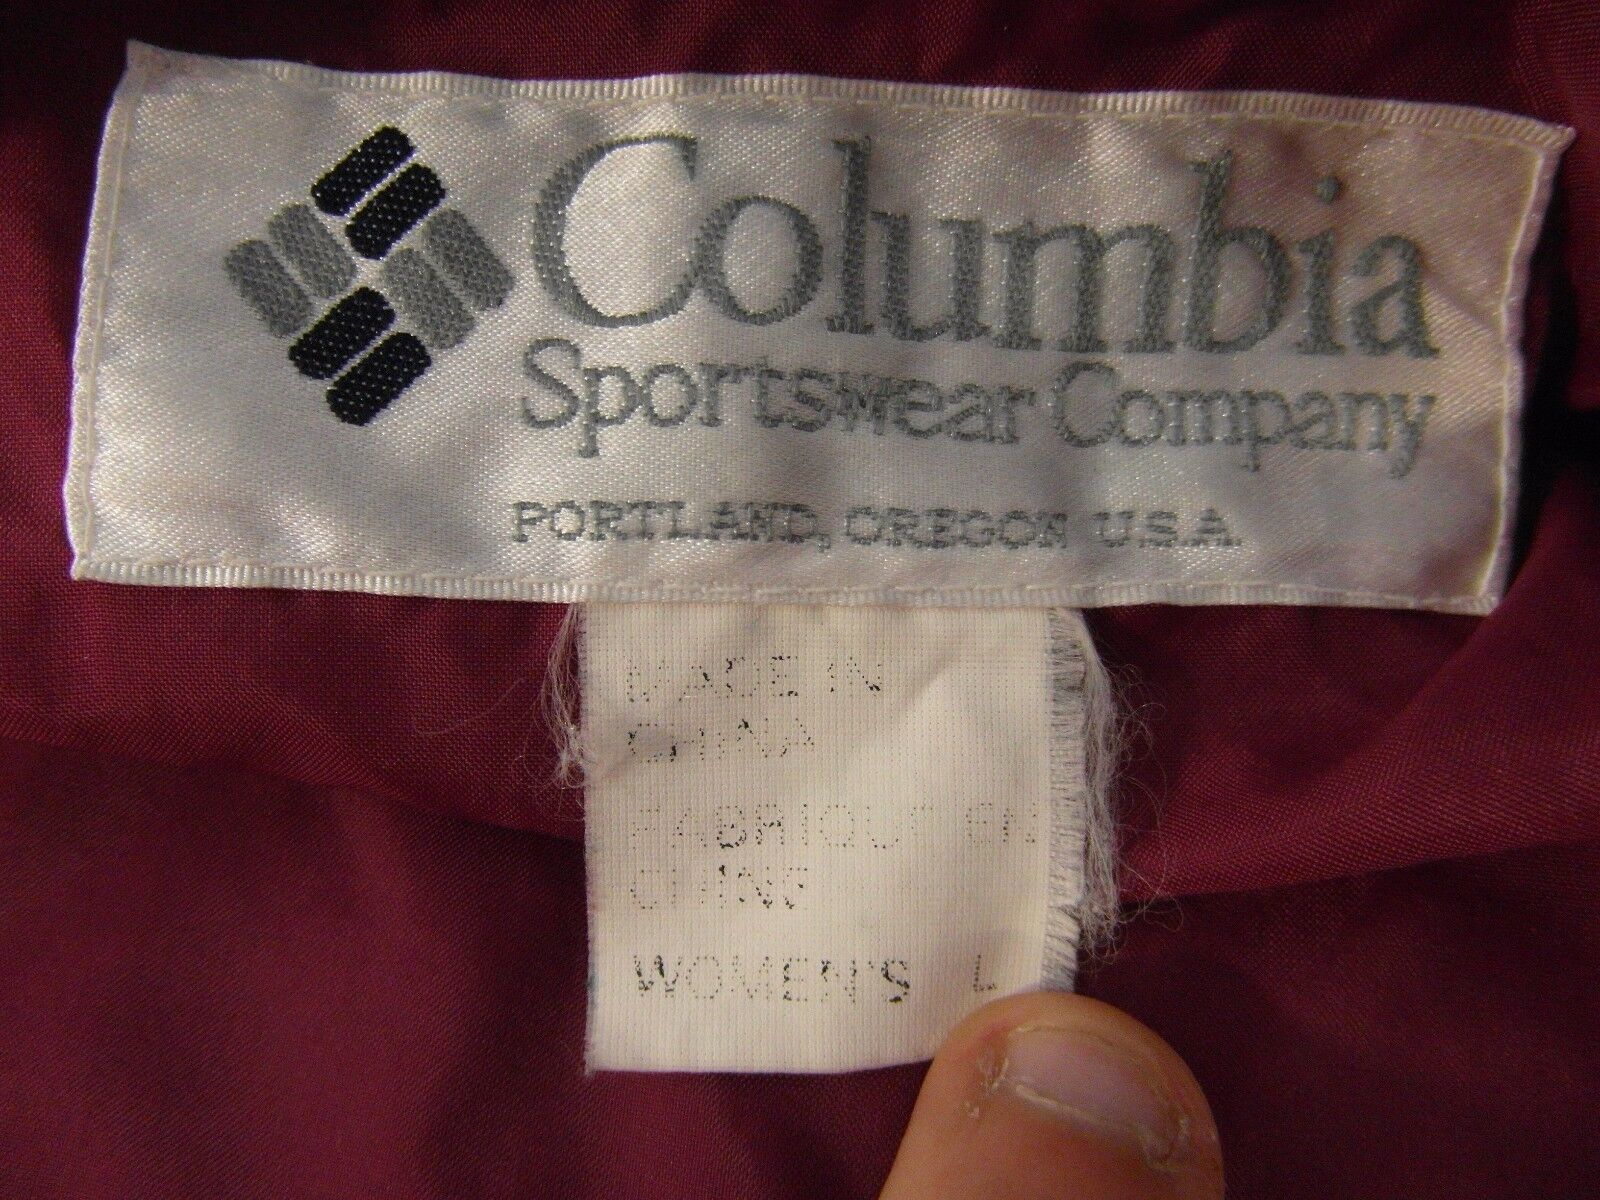 Columbia
Sportswear Company
PORTLAND, OREGON U.S.A.
MADE IN
CHINA
FABRIQUE EN
CHINE
WOMEN'S L